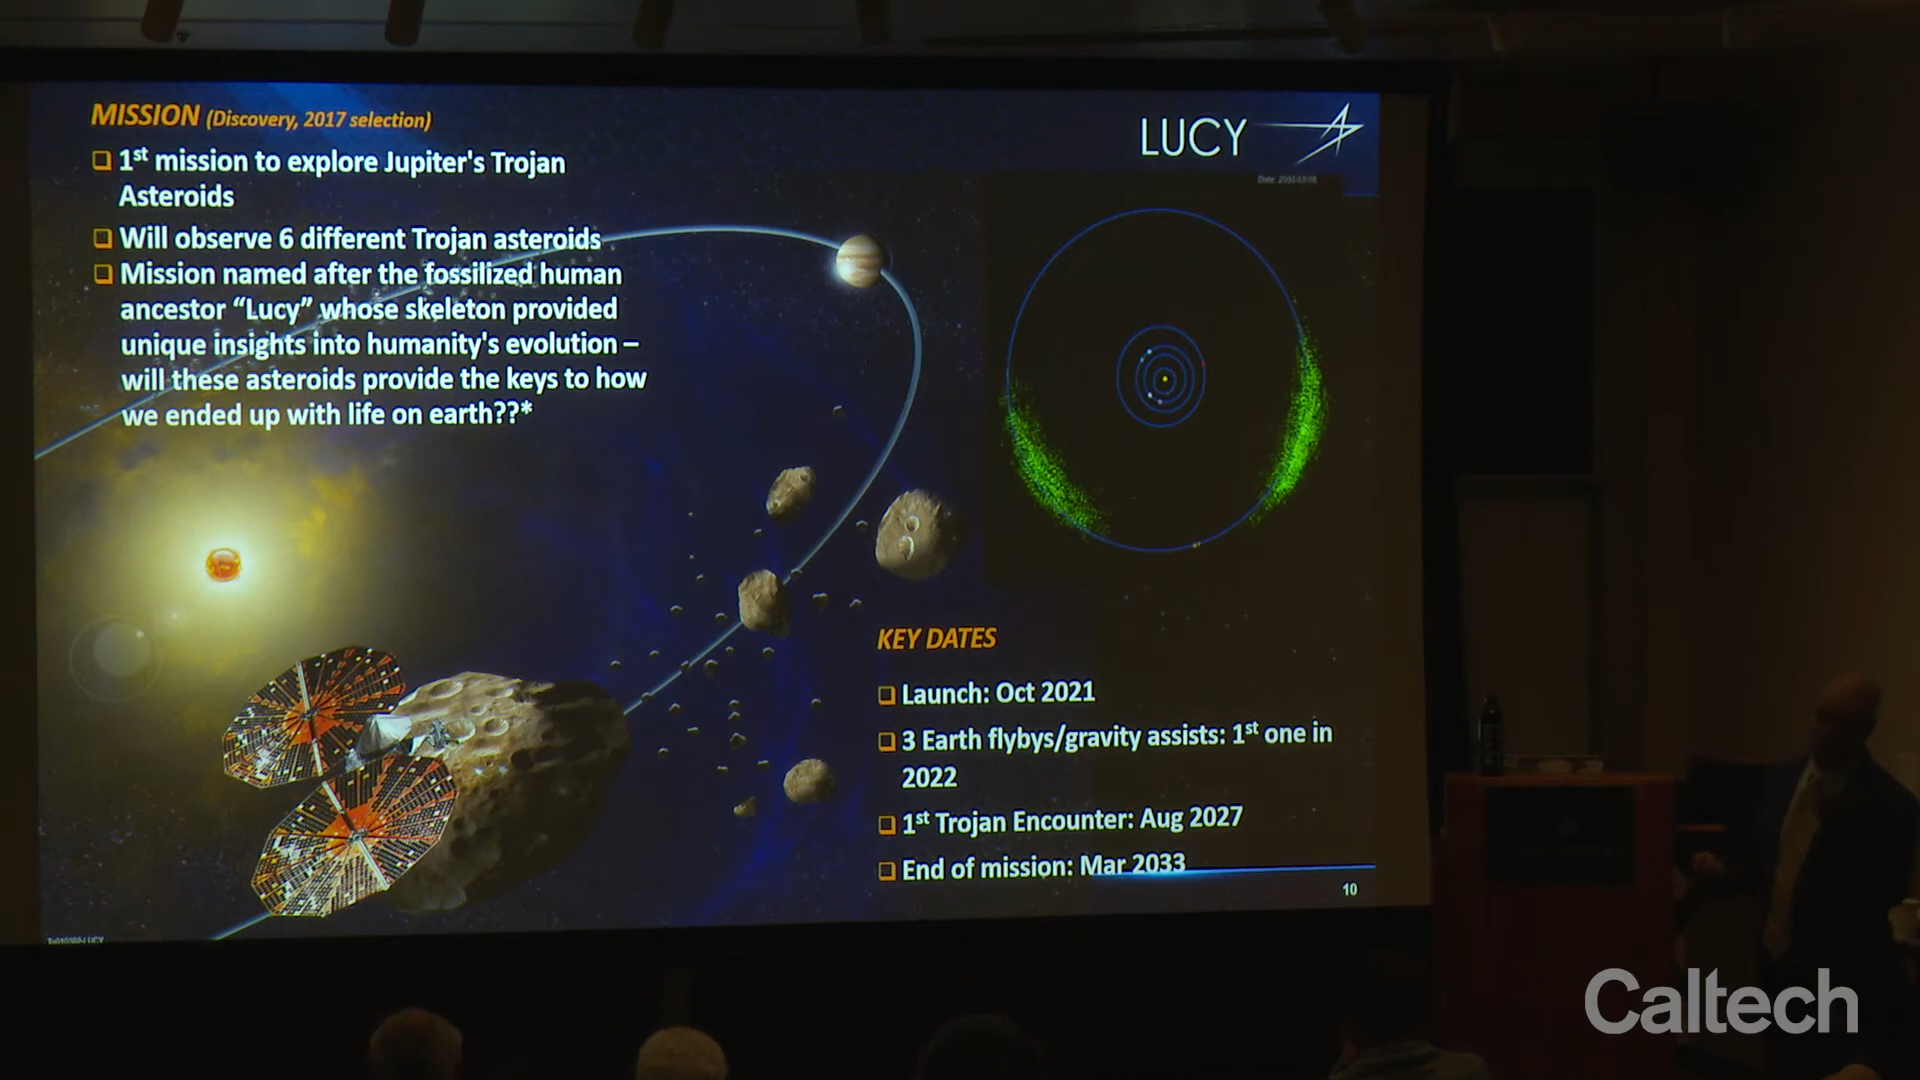 MISSION (Discovery, 2017 selection)
❑ 1st mission to explore Jupiter's Trojan
Asteroids
❑ Will observe 6 different Trojan asteroids
❑ Mission named after the fossilized human
ancestor “Lucy” whose skeleton provided
unique insights into humanity's evolution –
will these asteroids provide the keys to how
we ended up with life on earth??*
LUCY
Date:
KEY DATES
❑ Launch: Oct 2021
❑ 3 Earth flybys/gravity assists: 1st one in
2022
❑ 1st Trojan Encounter: Aug 2027
❑ End of mission: Mar 2033
10
Caltech